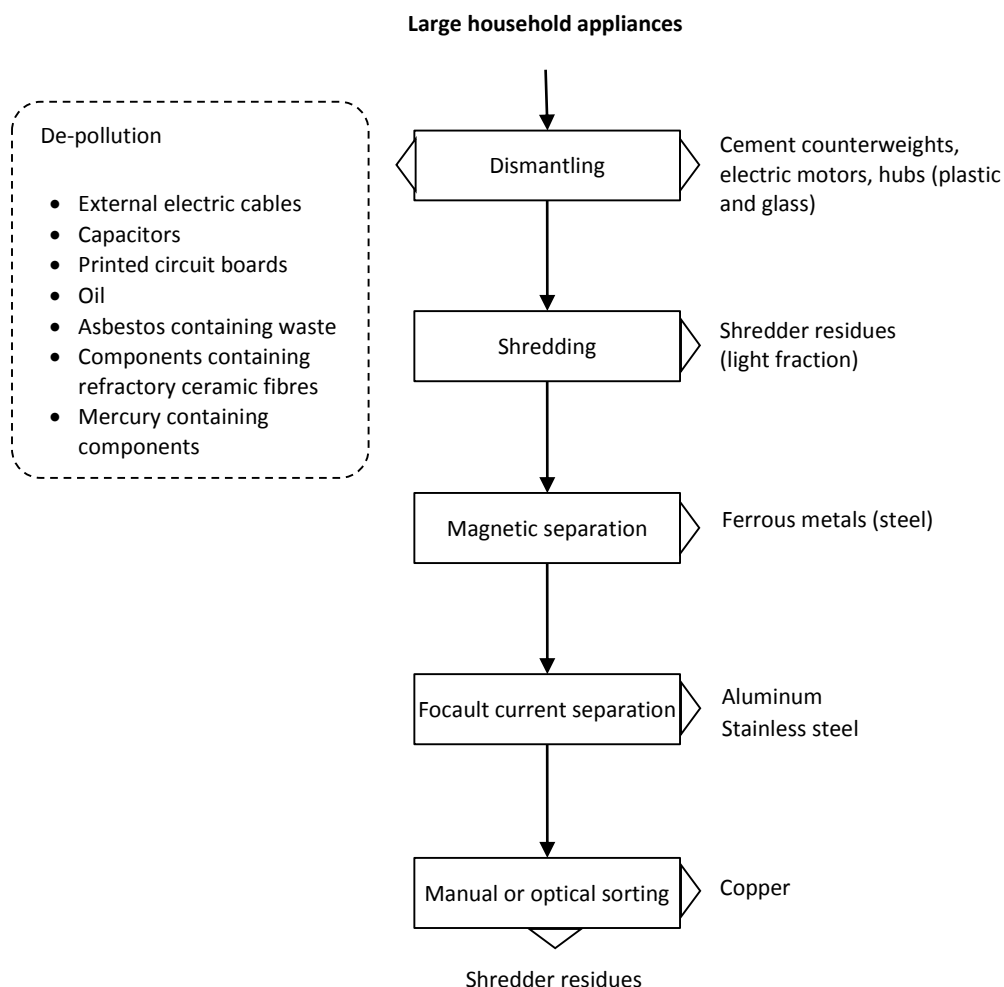 Large household appliances
De-pollution
• External electric cables
• Capacitors
• Printed circuit boards
• Oil
• Asbestos containing waste
• Components containing
refractory ceramic fibres
• Mercury containing
components
Dismantling
Cement counterweights,
electric motors, hubs (plastic
and glass)
Shredding
Shredder residues
(light fraction)
Magnetic separation
Ferrous metals (steel)
Focault current separation
Aluminum
Stainless steel
Manual or optical sorting
Copper
Shredder residues